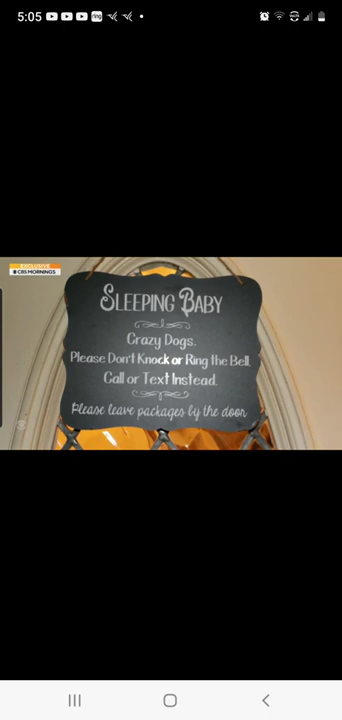 5:05
ring
EXCLUSIVE
CBS MORNINGS
SLEEPING BABY
Crazy Dogs.
Please Don't Knock or Ring the Bell.
Call or Text Instead.
Please leave packages by the door